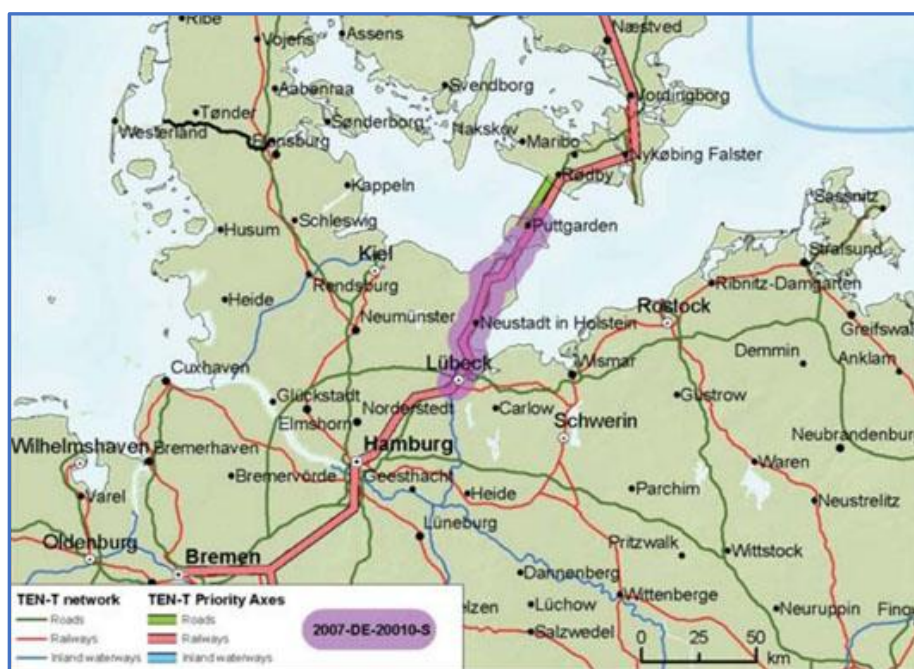 Ribe
Vojens
Assens
Næstved
Aabenraa
Svendborg
Vordingborg
Tønder
Sønderborg
Nakskov
Maribo
Westerland
Flensburg
Nykøbing Falster
Rødby
Kappeln
Sassnitz
Husum
Schleswig
Puttgarden
Kiel
Stralsund
Rendsburg
Ribnitz-Damgarten
Heide
Neumünster
Neustadt in Holstein
Rostock
Greifswal
Cuxhaven
Lübeck
Wismar
Demmin
Anklam
Glückstadt
Norderstedt
Carlow
Güstrow
Elmshorn
Schwerin
Wilhelmshaven
Bremerhaven
Hamburg
Neubrandenbur
Bremervörde
Geesthacht
Waren
Varel
Heide
Parchim
Neustrelitz
Lüneburg
Oldenburg
Bremen
Pritzwalk
Wittstock
Dannenberg
TEN-T network
TEN-T Priority Axes
Roads
Roads
Railways
Railways
Inland waterways
Inland waterways
2007-DE-20010-S
elzen
Lüchow
Wittenberge
Neuruppin
Fino
Salzwedel
0 25 50
km